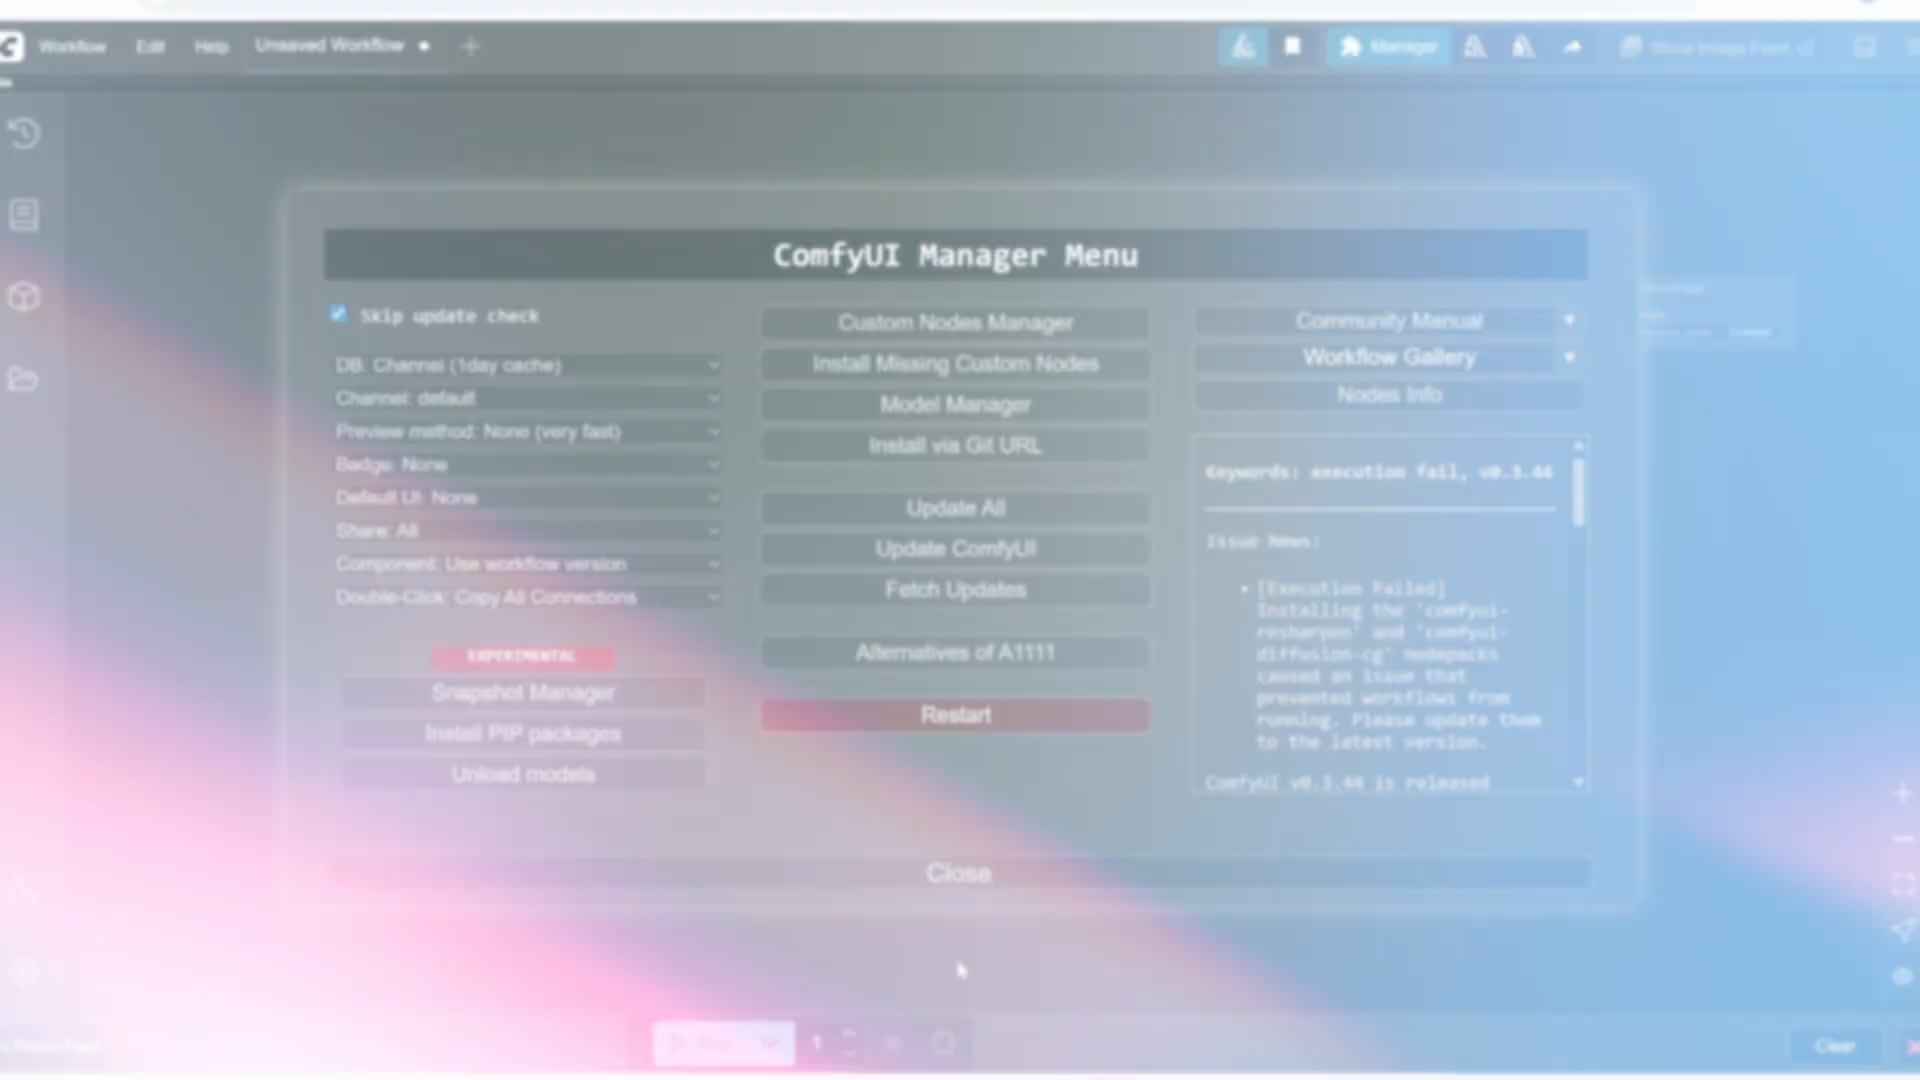 Workflow Edit Help Unsaved Workflow
Manager Show Image Feed
ComfyUI Manager Menu
Skip update check
DB: Channel (1day cache)
Channel: default
Preview method: None (very fast)
Badge: None
Default UI: None
Share: All
Component: Use workflow version
Double-Click: Copy All Connections
EXPERIMENTAL
Snapshot Manager
Install PIP packages
Unload models
Custom Nodes Manager
Install Missing Custom Nodes
Model Manager
Install via Git URL
Update All
Update ComfyUI
Fetch Updates
Alternatives of A1111
Restart
Community Manual
Workflow Gallery
Nodes Info
Keywords: execution fail, v0.3.44
Issue News:
• [Execution Failed]
Installing the 'comfyui-
resharpen' and 'comfyui-
diffusion-cg' nodepacks
caused an issue that
prevented workflows from
running. Please update them
to the latest version.
ComfyUI v0.3.44 is released
Close
Run 1
Clear